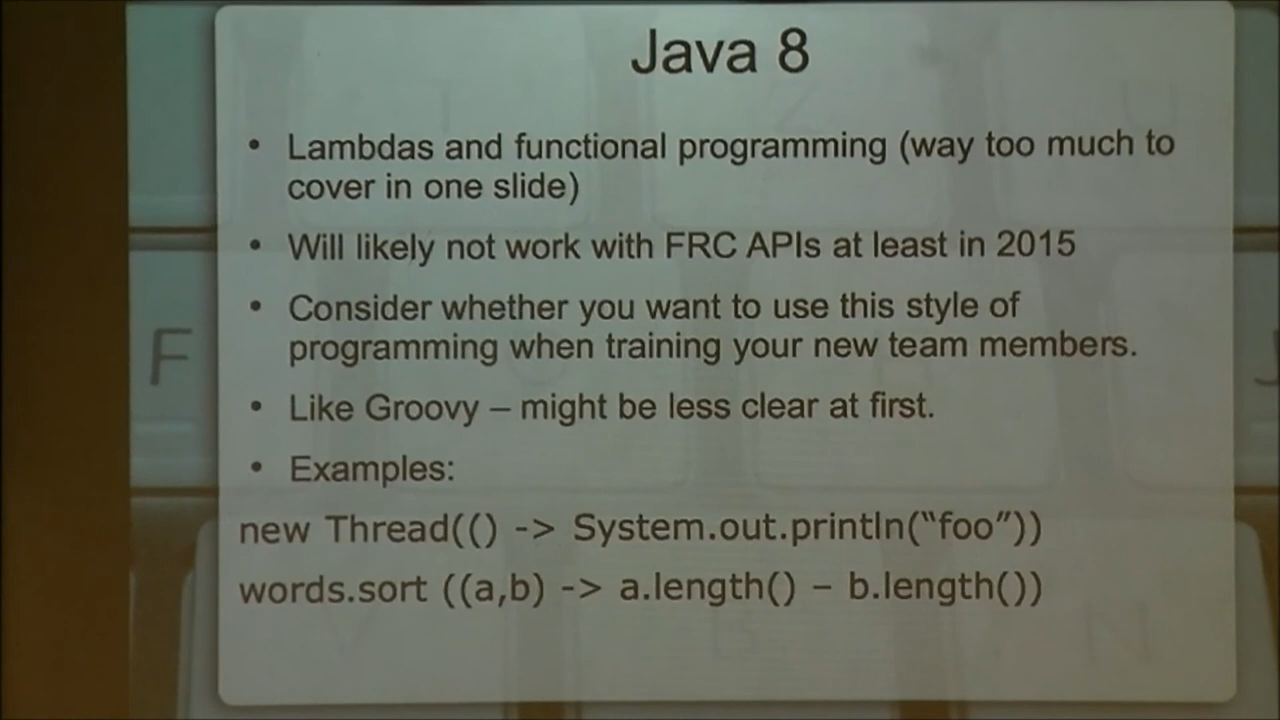 Java 8
• Lambdas and functional programming (way too much to
cover in one slide)
• Will likely not work with FRC APIs at least in 2015
• Consider whether you want to use this style of
programming when training your new team members.
• Like Groovy – might be less clear at first.
• Examples:
new Thread(() -> System.out.println(“foo”))
words.sort ((a,b) -> a.length() – b.length())
F